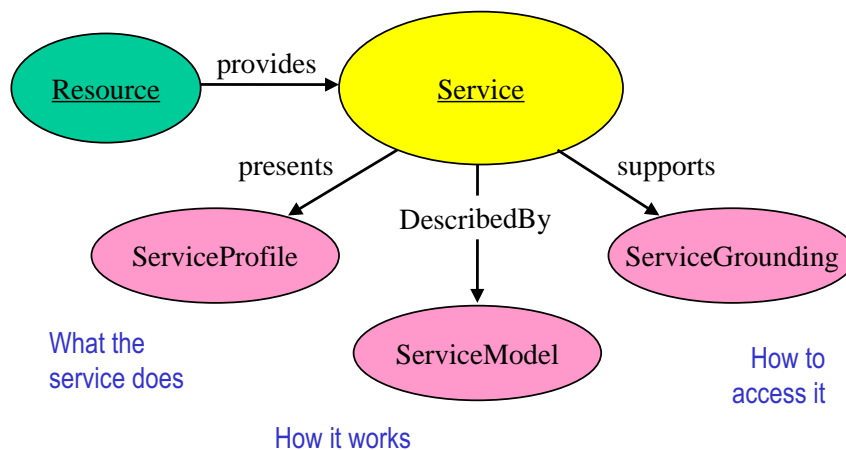 provides
Resource
Service
presents
supports
DescribedBy
ServiceProfile
ServiceGrounding
What the
service does
ServiceModel
How to
access it
How it works